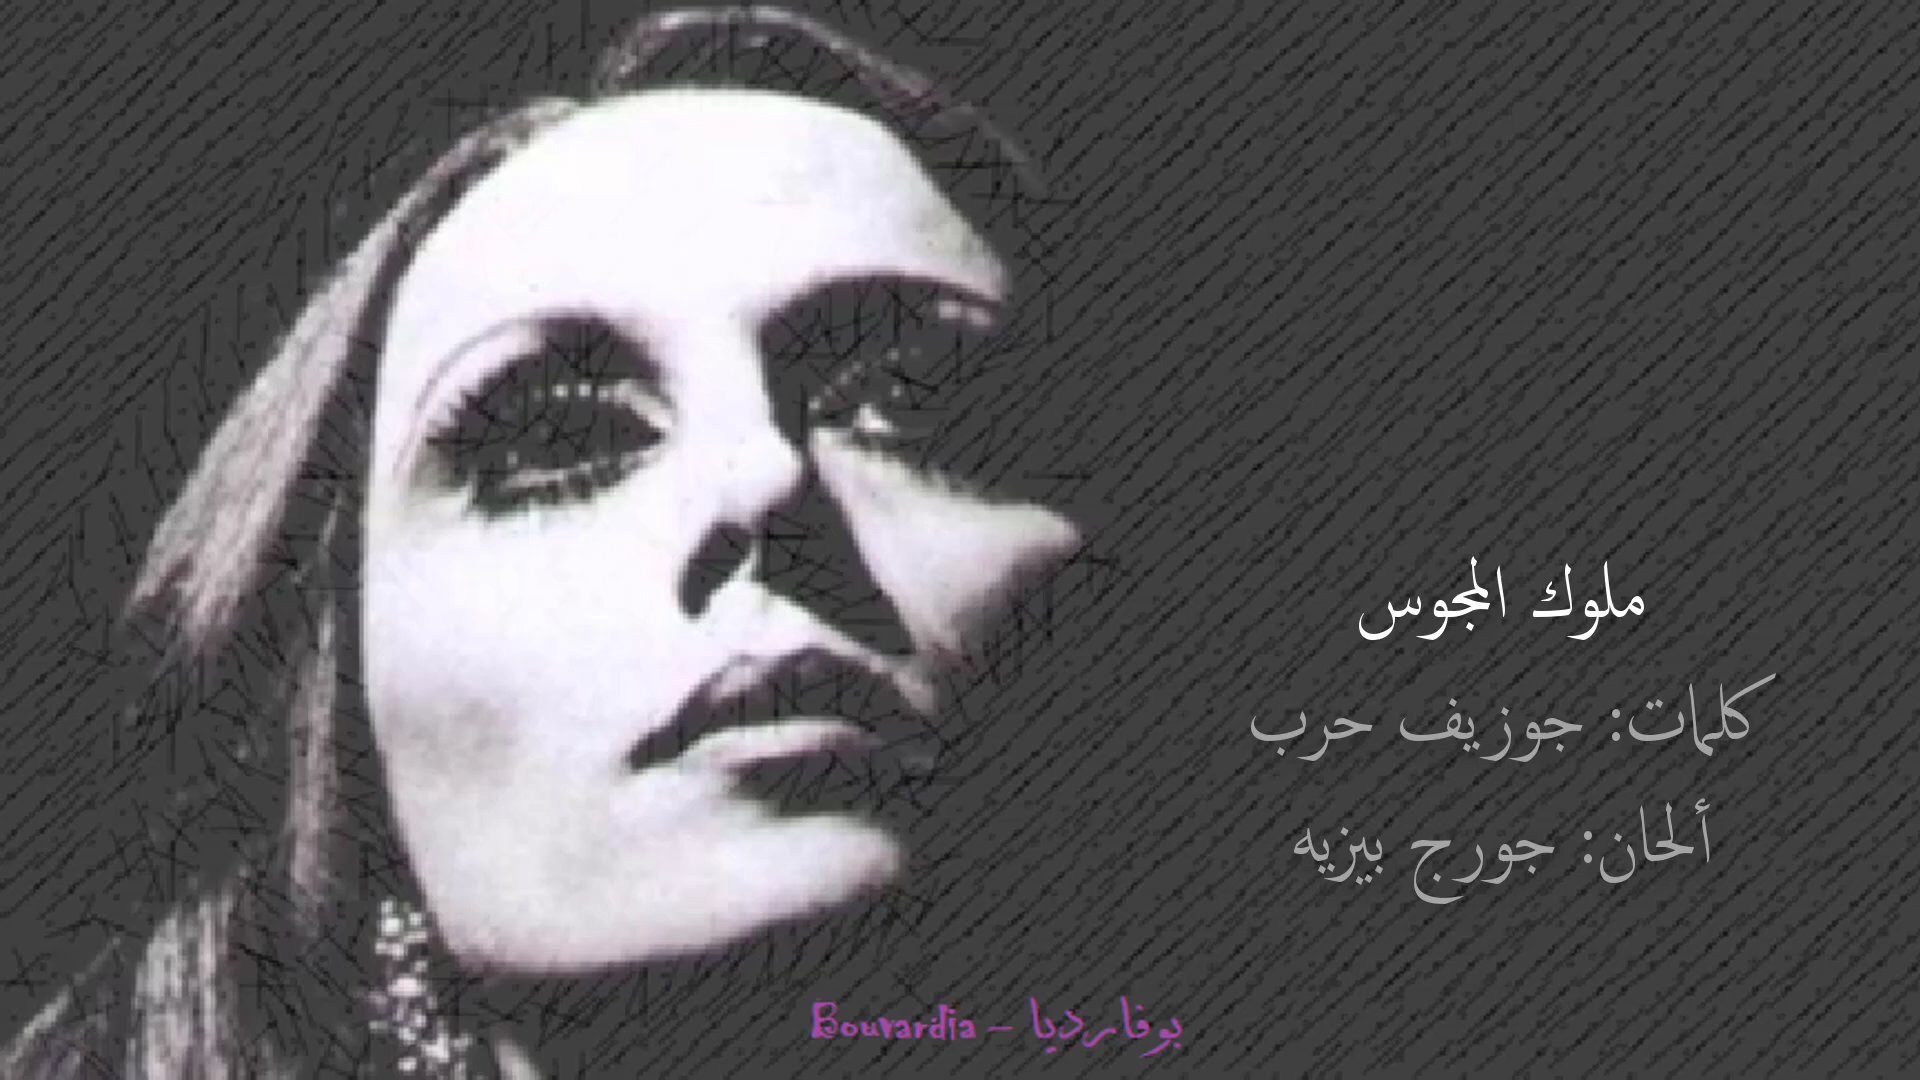 ملوك المجوس
كلمات: جوزيف حرب
ألحان: جورج بيزيه
Bouvardia - بوفارديا